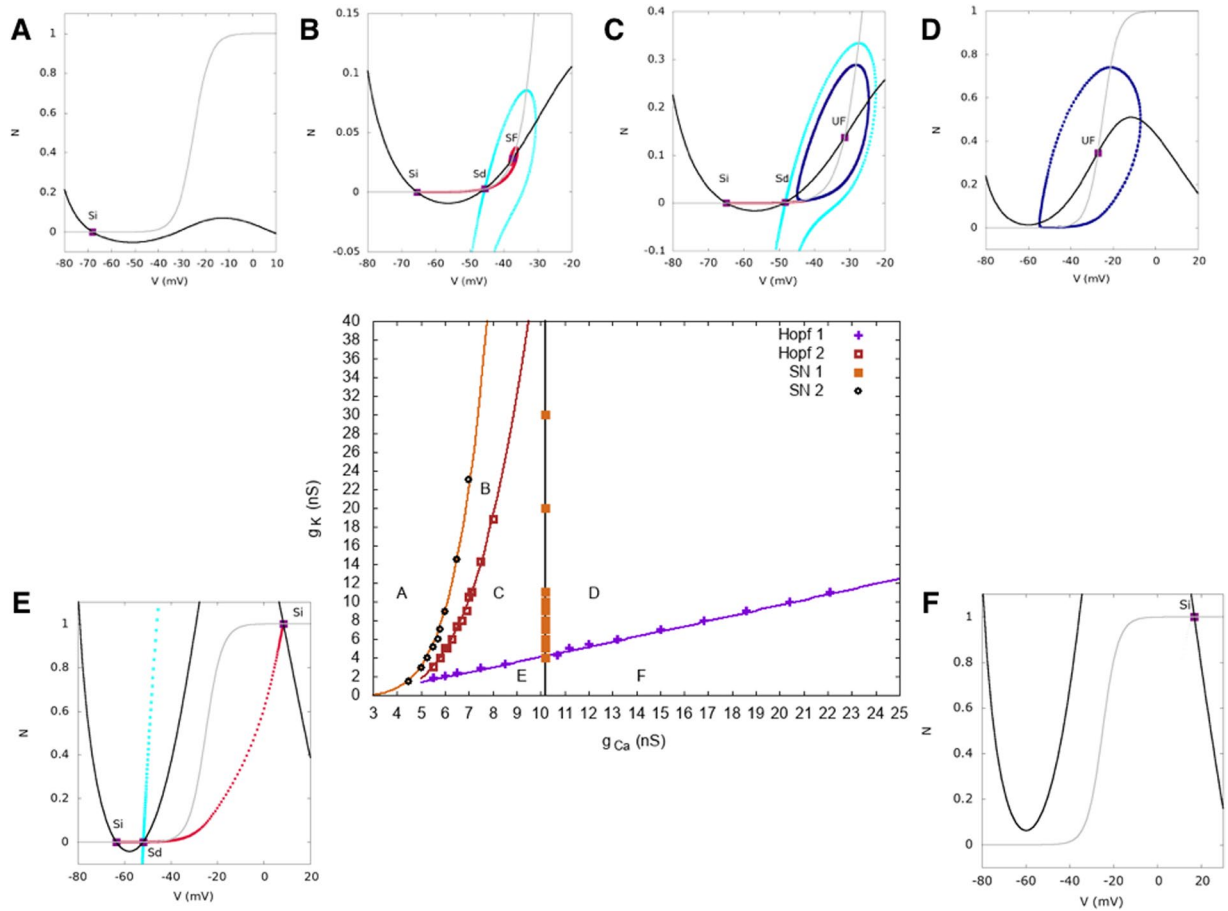 A
1
0.8
0.6
0.4
0.2
0
N
Si
-80 -70 -60 -50 -40 -30 -20 -10 0 10
V (mV)
B
0.15
0.1
0.05
0
-0.05
N
Si
Sd
SF
-80 -70 -60 -50 -40 -30 -20
V (mV)
C
0.4
0.3
0.2
0.1
0
-0.1
N
Si
Sd
UF
-80 -70 -60 -50 -40 -30 -20
V (mV)
D
1
0.8
0.6
0.4
0.2
0
N
UF
-80 -60 -40 -20 0 20
V (mV)
40
38
36
34
32
30
28
26
24
22
20
18
16
14
12
10
8
6
4
2
0
g K (nS)
Hopf 1
Hopf 2
SN 1
SN 2
A
B
C
D
E
F
3 4 5 6 7 8 9 10 11 12 13 14 15 16 17 18 19 20 21 22 23 24 25
g Ca (nS)
E
1
0.8
0.6
0.4
0.2
0
N
Si
Si
Sd
-80 -60 -40 -20 0 20
V (mV)
F
1
0.8
0.6
0.4
0.2
0
N
Si
-80 -60 -40 -20 0 20
V (mV)